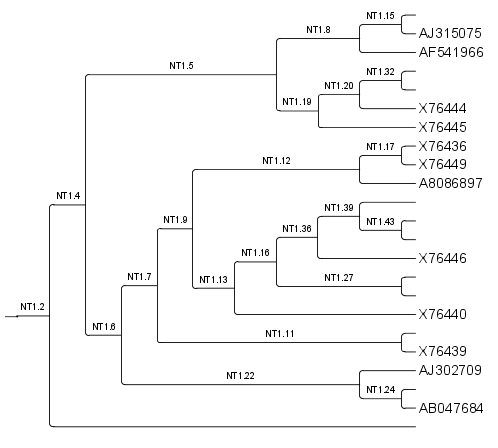 NT1.15
NT1.8
AJ315075
AF541966
NT1.5
NT1.32
NT1.20
NT1.19
X76444
X76445
X76436
NT1.17
NT1.12
X76449
A8086897
NT1.4
NT1.39
NT1.9
NT1.43
NT1.36
NT1.16
X76446
NT1.7
NT1.13
NT1.27
NT1.2
X76440
NT1.6
NT1.11
X76439
AJ302709
NT1.22
NT1.24
AB047684